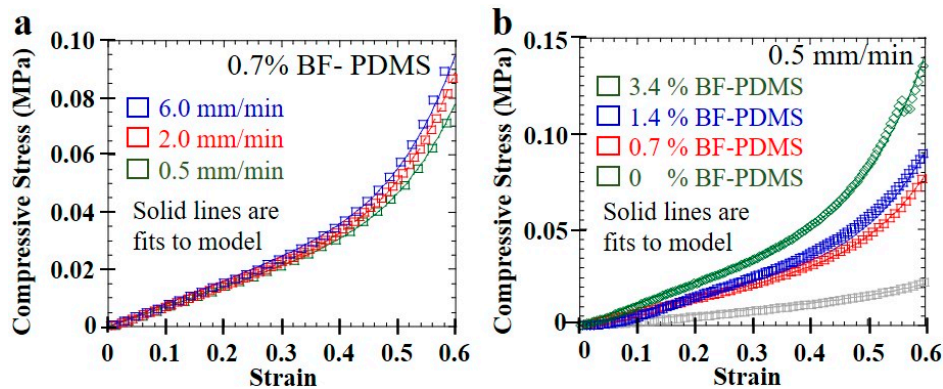 a
0.7% BF- PDMS
6.0 mm/min
2.0 mm/min
0.5 mm/min
Solid lines are
fits to model
Compressive Stress (MPa)
0.10
0.08
0.06
0.04
0.02
0
0 0.1 0.2 0.3 0.4 0.5 0.6
Strain
b
0.5 mm/min
3.4 % BF-PDMS
1.4 % BF-PDMS
0.7 % BF-PDMS
0 % BF-PDMS
Solid lines are
fits to model
Compressive Stress (MPa)
0.15
0.10
0.05
0
0 0.1 0.2 0.3 0.4 0.5 0.6
Strain